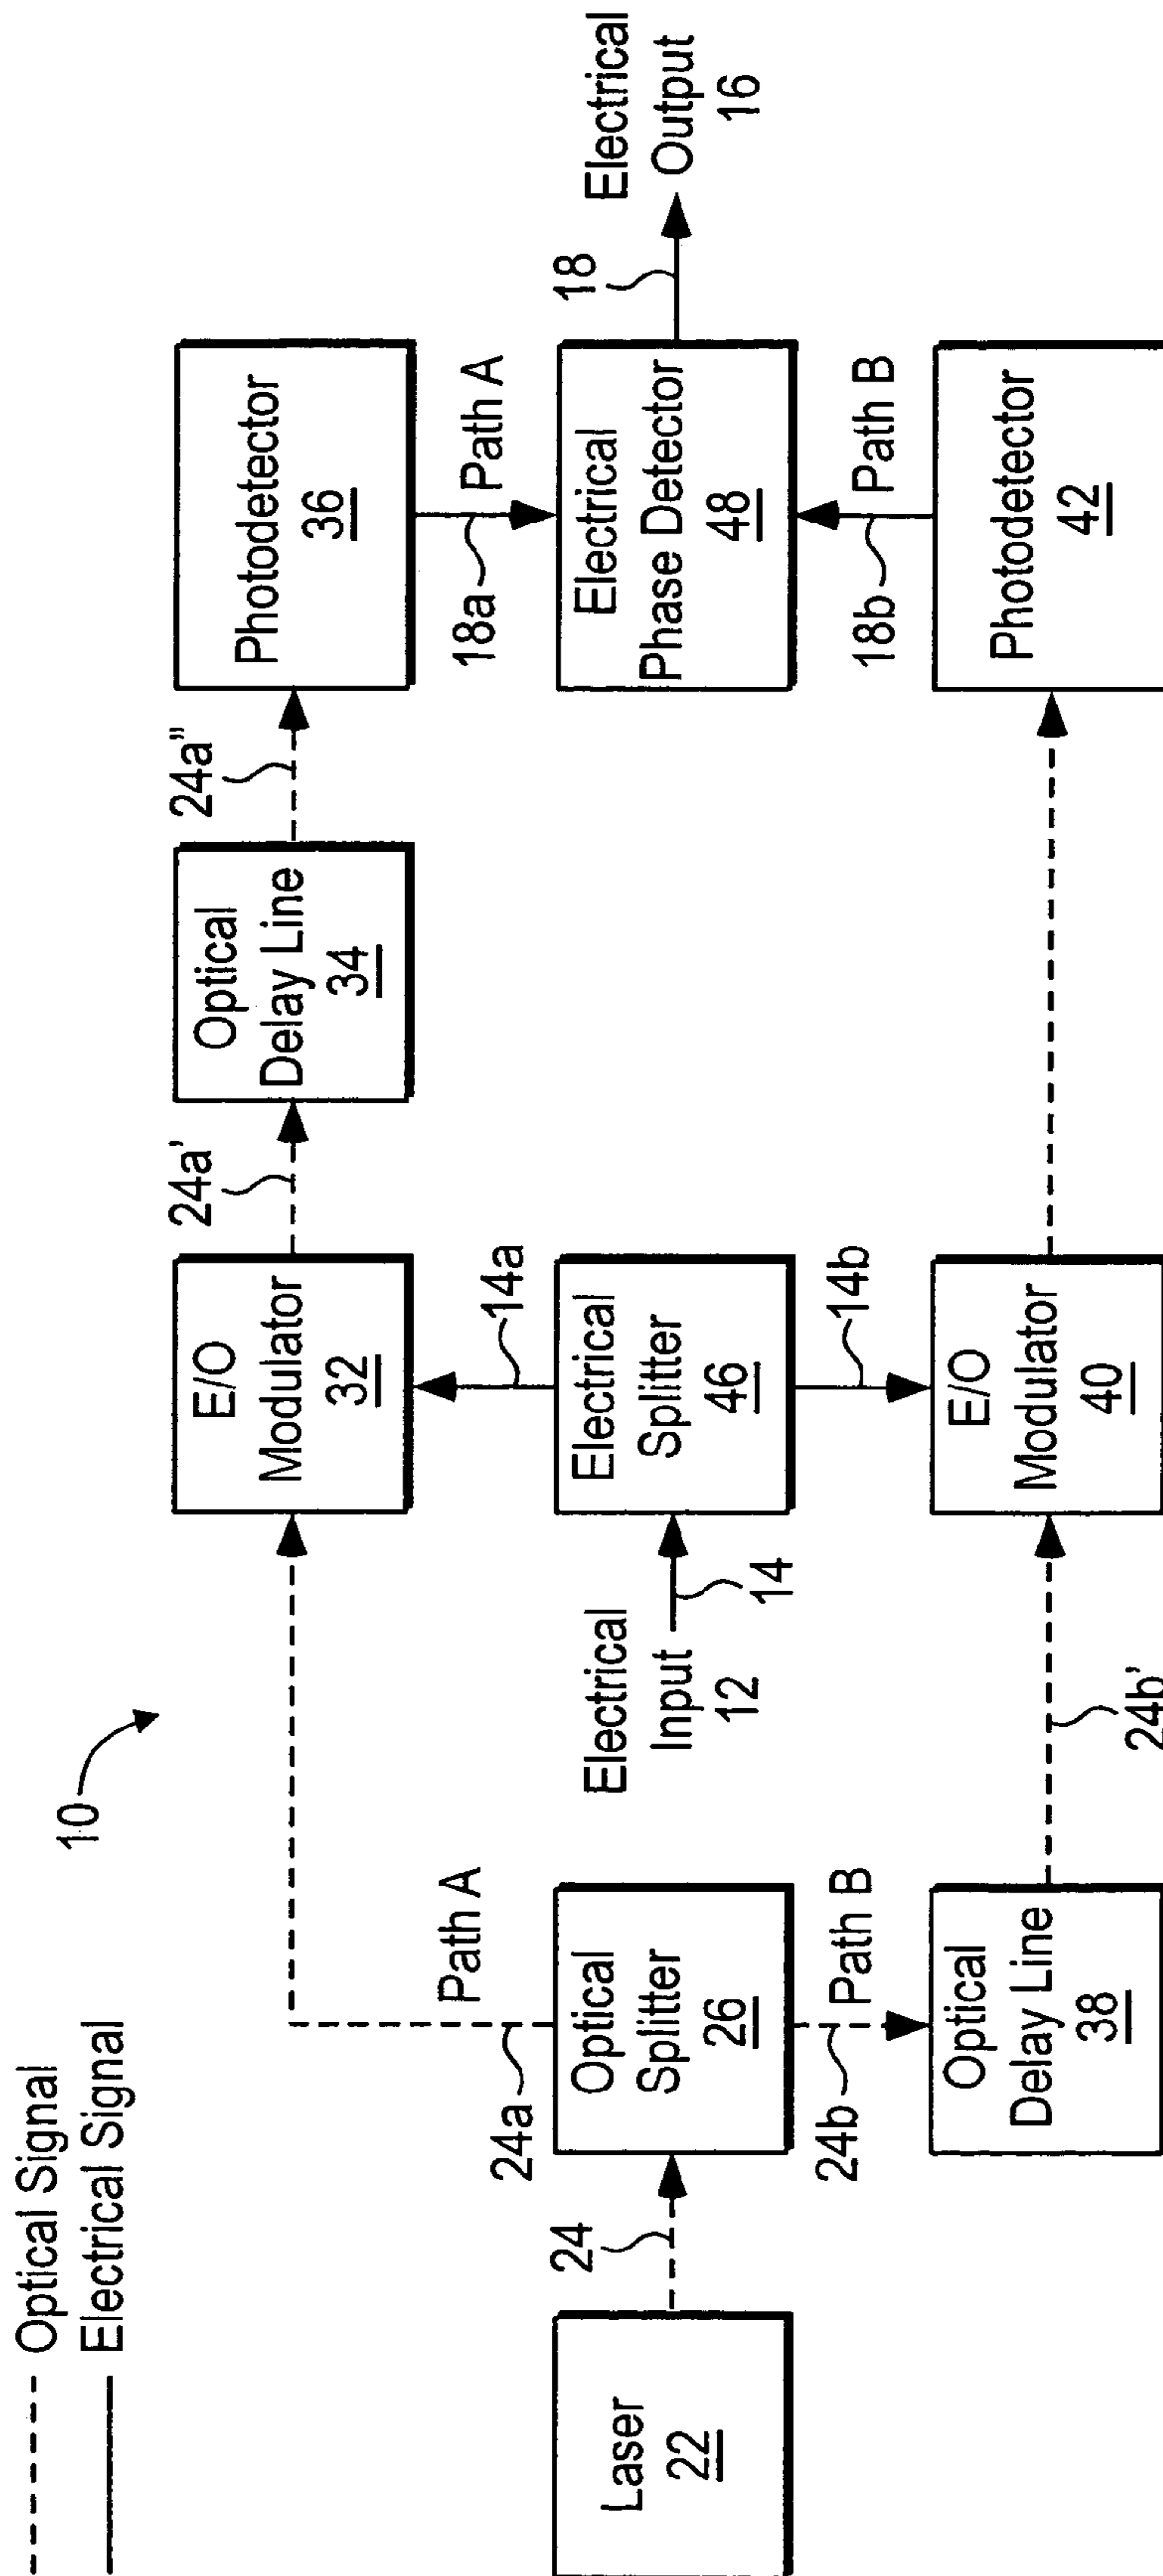 Optical Signal
Electrical Signal
10
Laser
22
24
Optical
Splitter
26
24a
Path A
24b
Path B
Optical
Delay Line
38
24b'
Electrical
Input
12
14
E/O
Modulator
32
14a
Electrical
Splitter
46
14b
E/O
Modulator
40
24a'
Optical
Delay Line
34
24a"
Photodetector
36
18a
Path A
Electrical
Phase Detector
48
18b
Path B
Photodetector
42
18
Electrical
Output
16